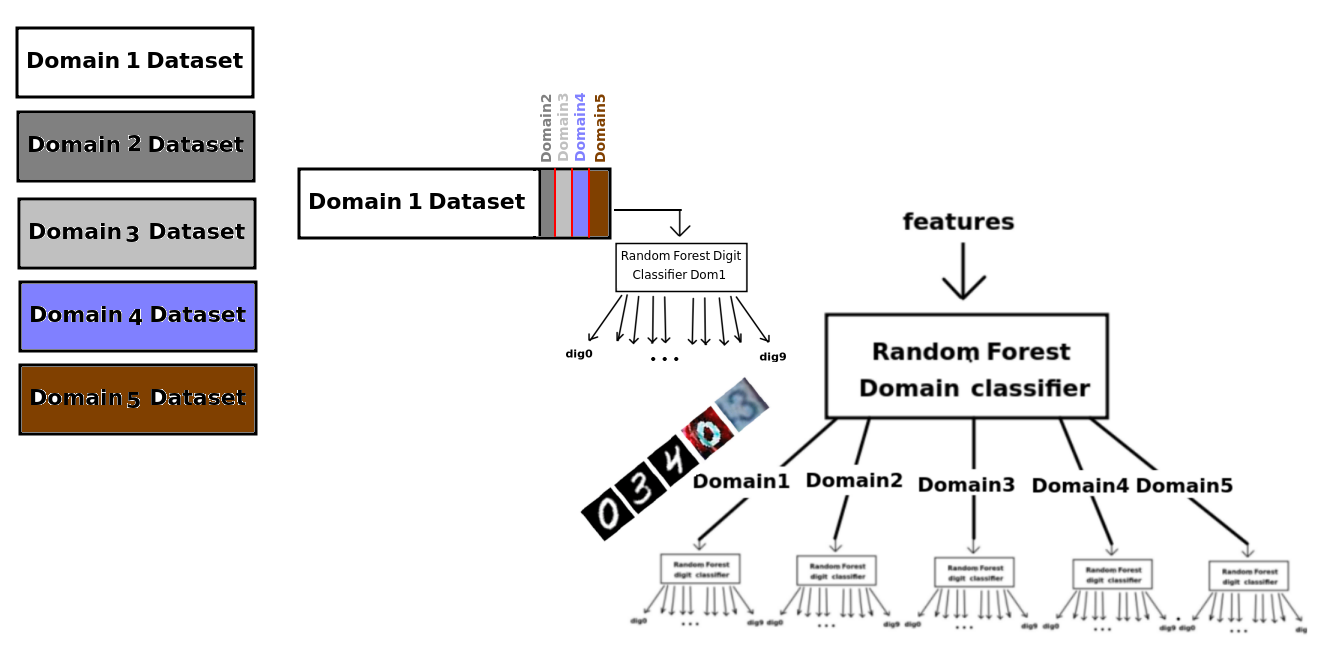 Domain 1 Dataset
Domain 2 Dataset
Domain 3 Dataset
Domain 4 Dataset
Domain 5 Dataset
Domain2
Domain3
Domain4
Domain5
Domain 1 Dataset
Random Forest Digit
Classifier Dom1
dig0
...
dig9
0
3
4
0
3
features
Random Forest
Domain classifier
Domain1
Domain2
Domain3
Domain4
Domain5
Random Forest
digit classifier
dig0
...
dig9
Random Forest
digit classifier
dig0
...
dig9
Random Forest
digit classifier
dig0
...
dig9
Random Forest
digit classifier
dig0
...
dig9
Random Forest
digit classifier
dig0
...
dig